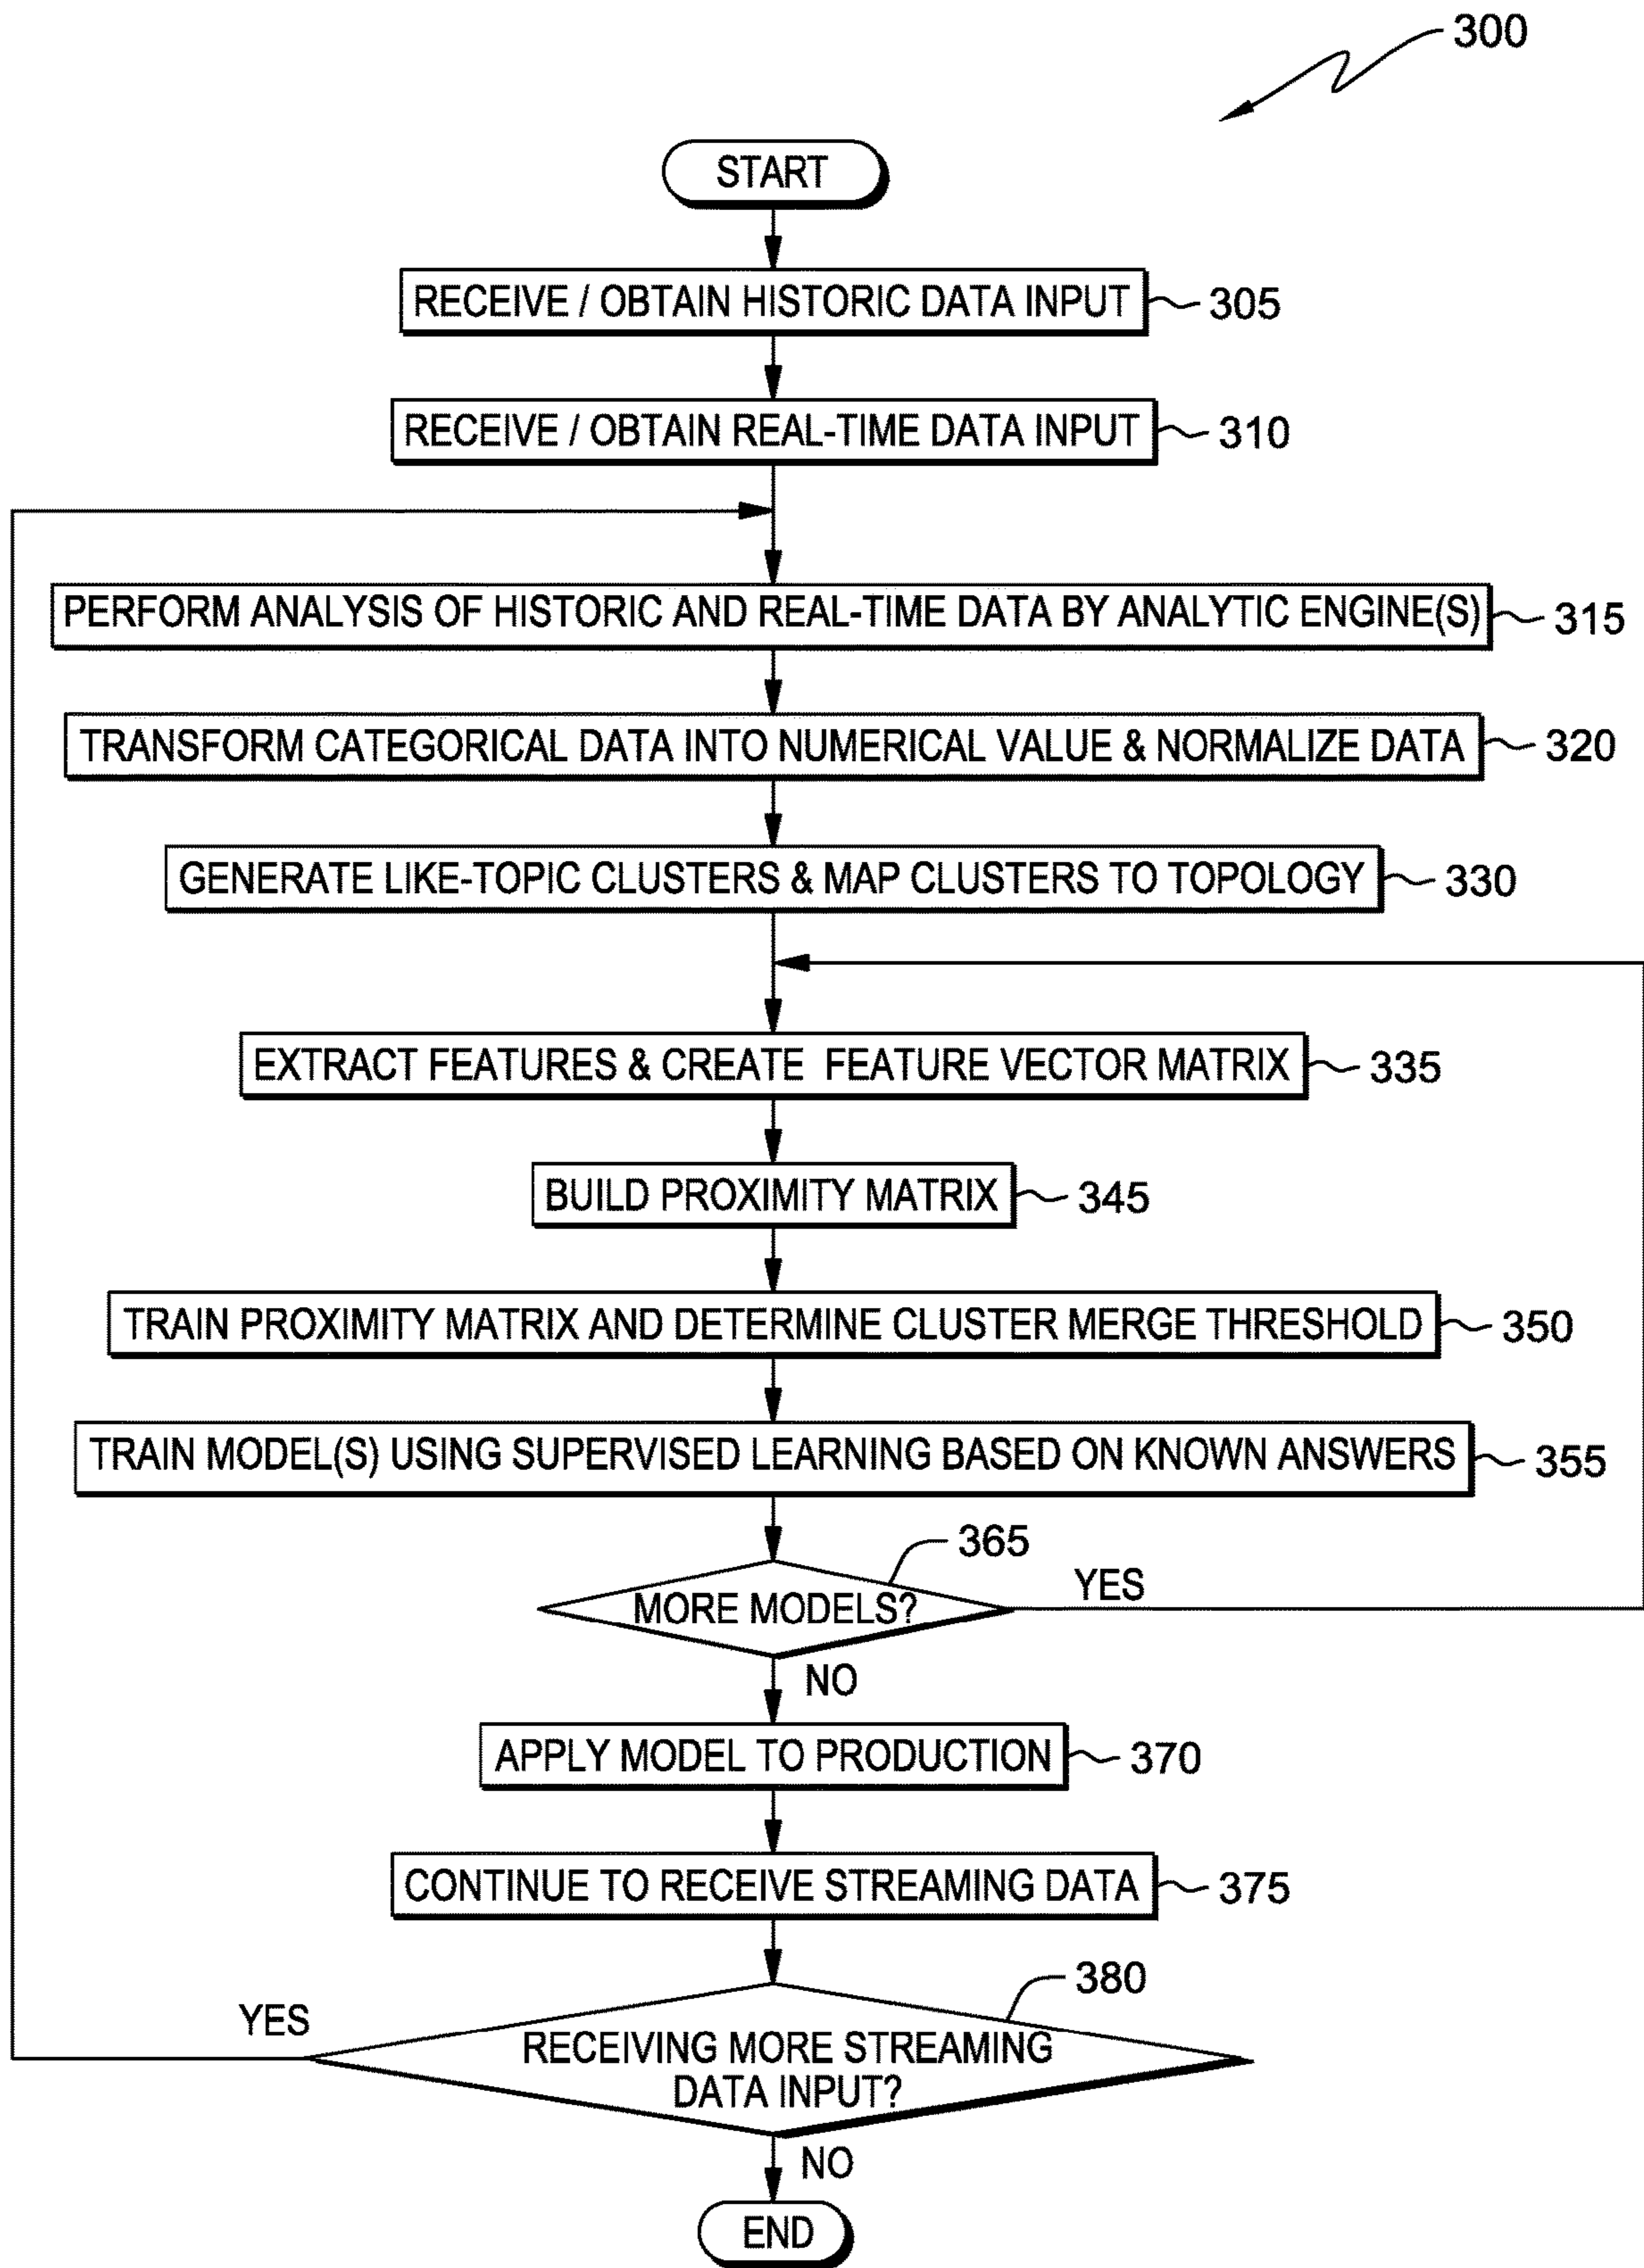 300
START
RECEIVE / OBTAIN HISTORIC DATA INPUT 305
RECEIVE / OBTAIN REAL-TIME DATA INPUT 310
PERFORM ANALYSIS OF HISTORIC AND REAL-TIME DATA BY ANALYTIC ENGINE(S) 315
TRANSFORM CATEGORICAL DATA INTO NUMERICAL VALUE & NORMALIZE DATA 320
GENERATE LIKE-TOPIC CLUSTERS & MAP CLUSTERS TO TOPOLOGY 330
EXTRACT FEATURES & CREATE FEATURE VECTOR MATRIX 335
BUILD PROXIMITY MATRIX 345
TRAIN PROXIMITY MATRIX AND DETERMINE CLUSTER MERGE THRESHOLD 350
TRAIN MODEL(S) USING SUPERVISED LEARNING BASED ON KNOWN ANSWERS 355
365
MORE MODELS? YES
NO
APPLY MODEL TO PRODUCTION 370
CONTINUE TO RECEIVE STREAMING DATA 375
380
YES
RECEIVING MORE STREAMING
DATA INPUT?
NO
END